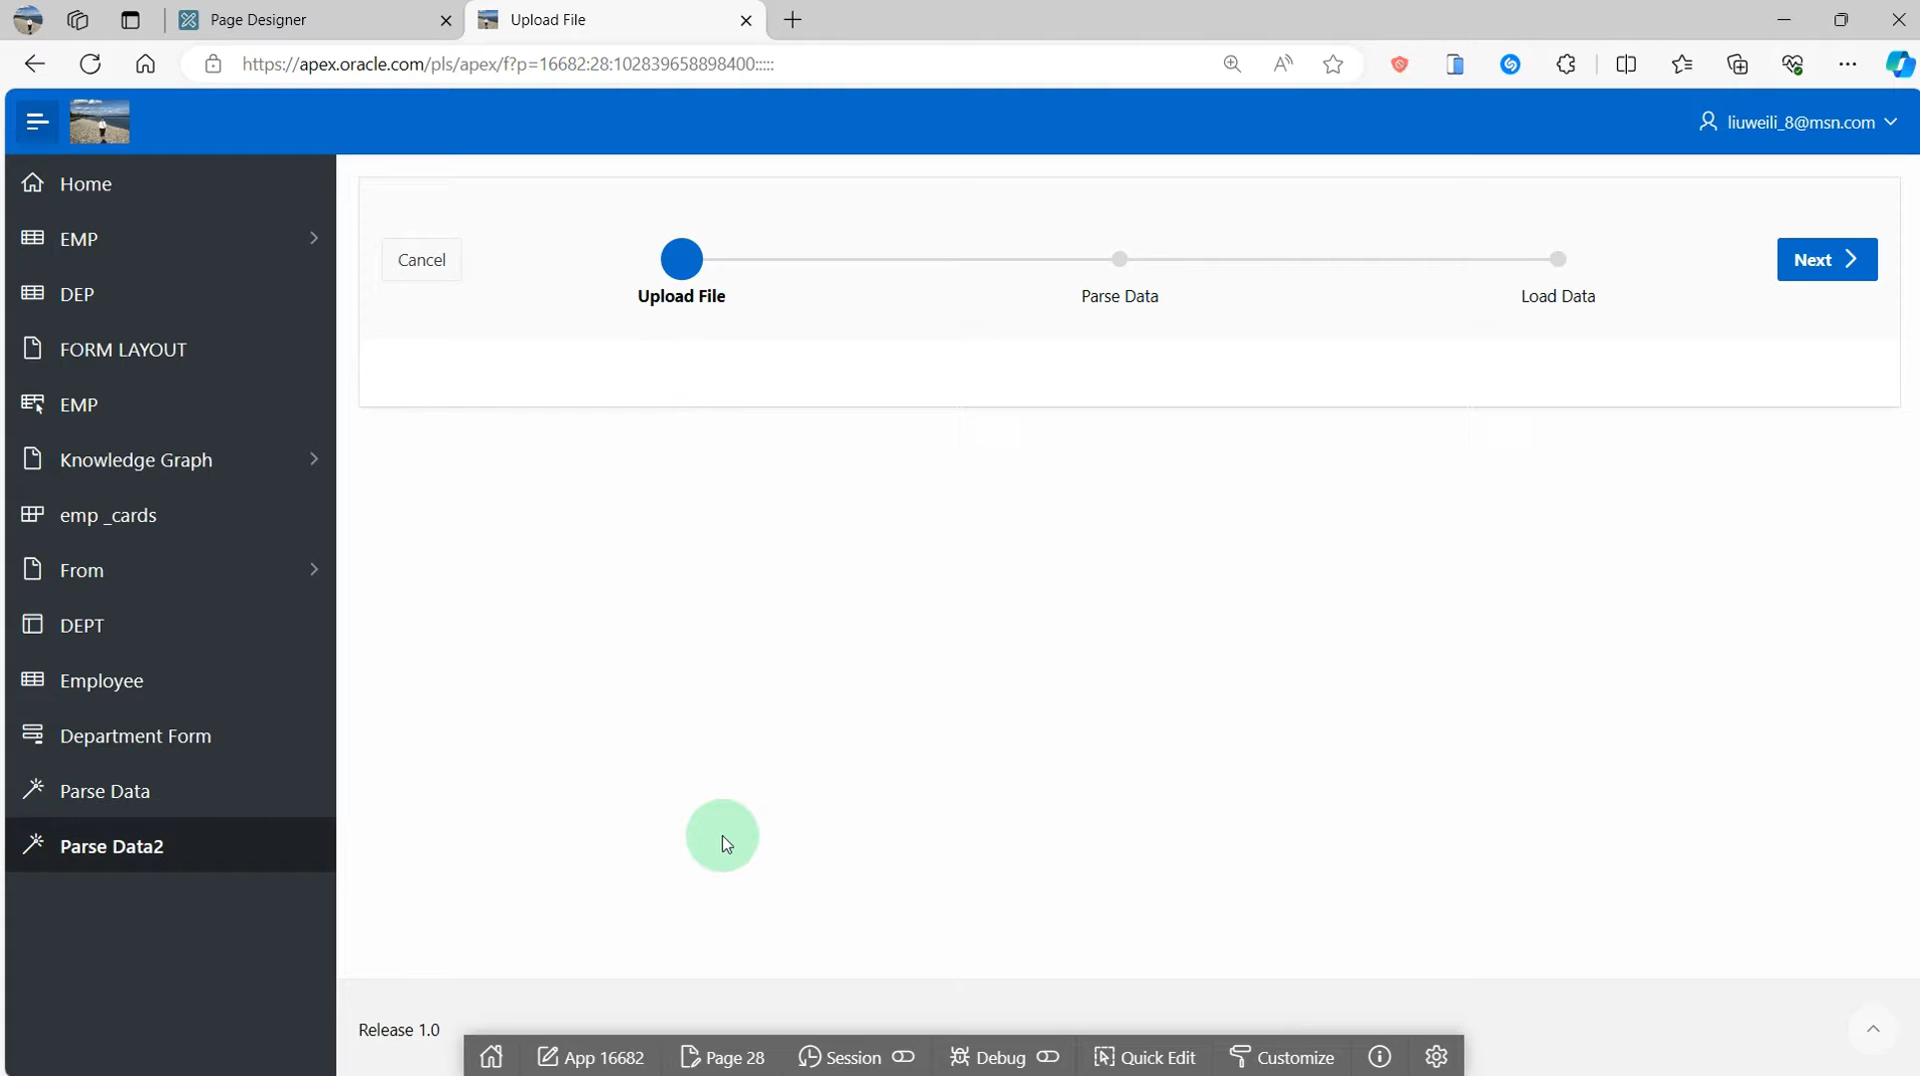 Page Designer
Upload File
https://apex.oracle.com/pls/apex/f?p=16682:28:102839658898400:::::
liuweili_8@msn.com
Home
EMP
DEP
FORM LAYOUT
EMP
Knowledge Graph
emp _cards
From
DEPT
Employee
Department Form
Parse Data
Parse Data2
Cancel
Upload File
Parse Data
Load Data
Next
Release 1.0
App 16682
Page 28
Session
Debug
Quick Edit
Customize